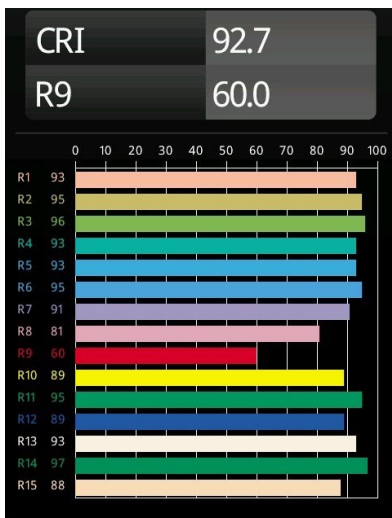 CRI 92.7
R9 60.0
0 10 20 30 40 50 60 70 80 90 100
R1 93
R2 95
R3 96
R4 93
R5 93
R6 95
R7 91
R8 81
R9 60
R10 89
R11 95
R12 89
R13 93
R14 97
R15 88